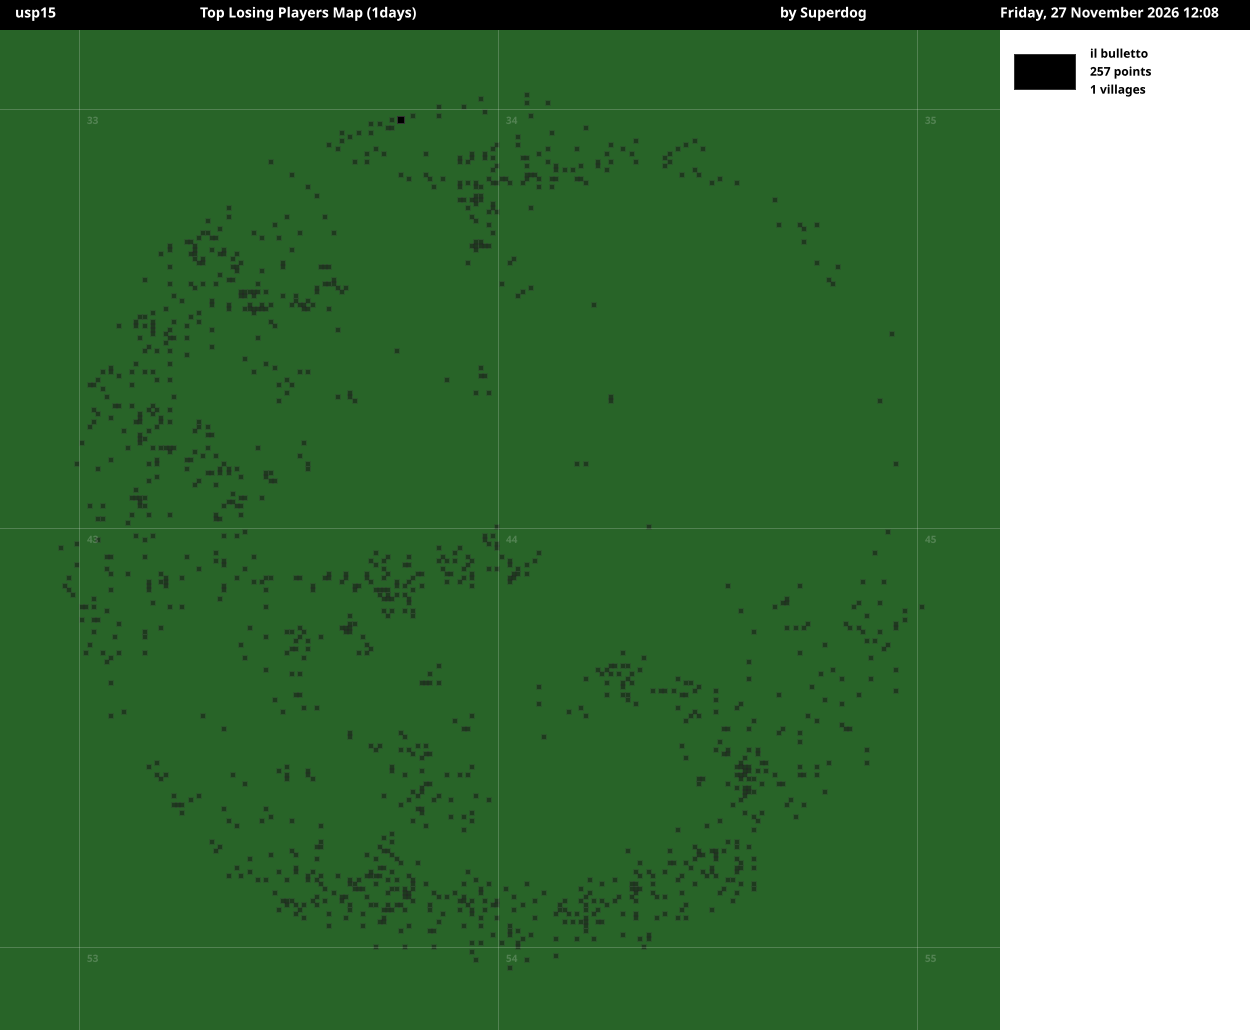 usp15 Top Losing Players Map (1days) by Superdog Friday, 27 November 2026 12:08
il bulletto
257 points
1 villages
33 34 35
43 44 45
53 54 55